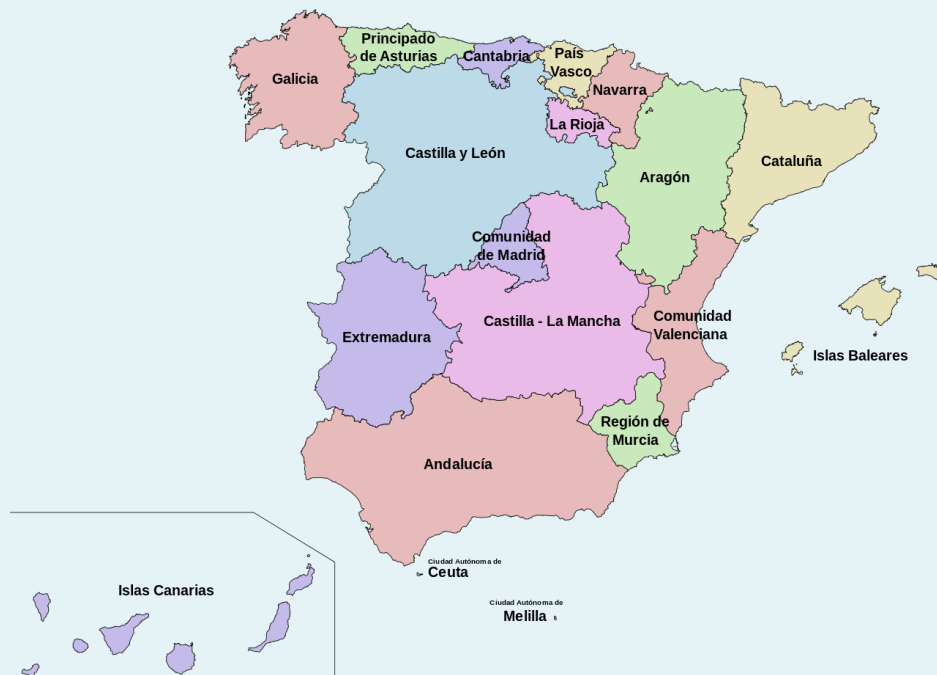 Principado
de Asturias
Cantabria
País
Vasco
Galicia
Navarra
La Rioja
Castilla y León
Cataluña
Aragón
Comunidad
de Madrid
Castilla - La Mancha
Comunidad
Valenciana
Extremadura
Islas Baleares
Región de
Murcia
Andalucía
Ciudad Autónoma de
Ceuta
Islas Canarias
Ciudad Autónoma de
Melilla